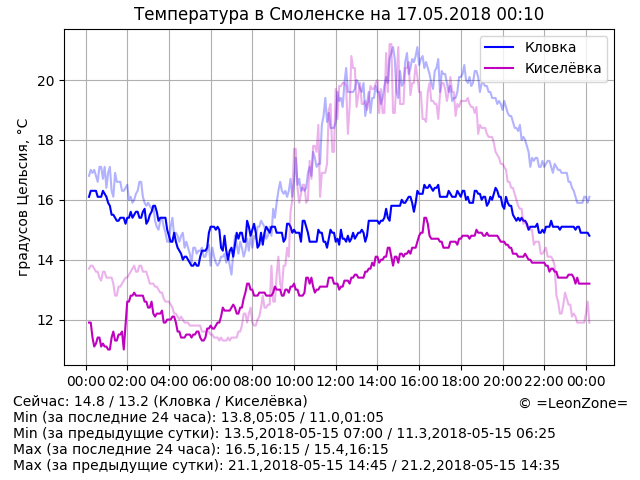 Температура в Смоленске на 17.05.2018 00:10
Кловка
Киселёвка
градусов Цельсия, °C
20
18
16
14
12
00:00 02:00 04:00 06:00 08:00 10:00 12:00 14:00 16:00 18:00 20:00 22:00 00:00
Сейчас: 14.8 / 13.2 (Кловка / Киселёвка)
© =LeonZone=
Min (за последние 24 часа): 13.8,05:05 / 11.0,01:05
Min (за предыдущие сутки): 13.5,2018-05-15 07:00 / 11.3,2018-05-15 06:25
Max (за последние 24 часа): 16.5,16:15 / 15.4,16:15
Max (за предыдущие сутки): 21.1,2018-05-15 14:45 / 21.2,2018-05-15 14:35